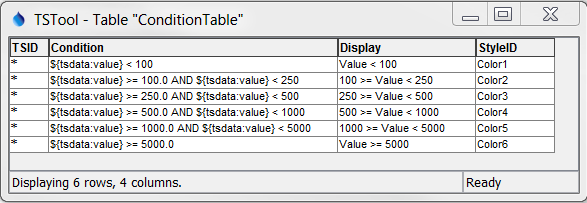 TSTool - Table "ConditionTable"
TSID Condition Display StyleID
* ${tsdata:value} < 100 Value < 100 Color1
* ${tsdata:value} >= 100.0 AND ${tsdata:value} < 250 100 >= Value < 250 Color2
* ${tsdata:value} >= 250.0 AND ${tsdata:value} < 500 250 >= Value < 500 Color3
* ${tsdata:value} >= 500.0 AND ${tsdata:value} < 1000 500 >= Value < 1000 Color4
* ${tsdata:value} >= 1000.0 AND ${tsdata:value} < 5000 1000 >= Value < 5000 Color5
* ${tsdata:value} >= 5000.0 Value >= 5000 Color6
Displaying 6 rows, 4 columns. Ready